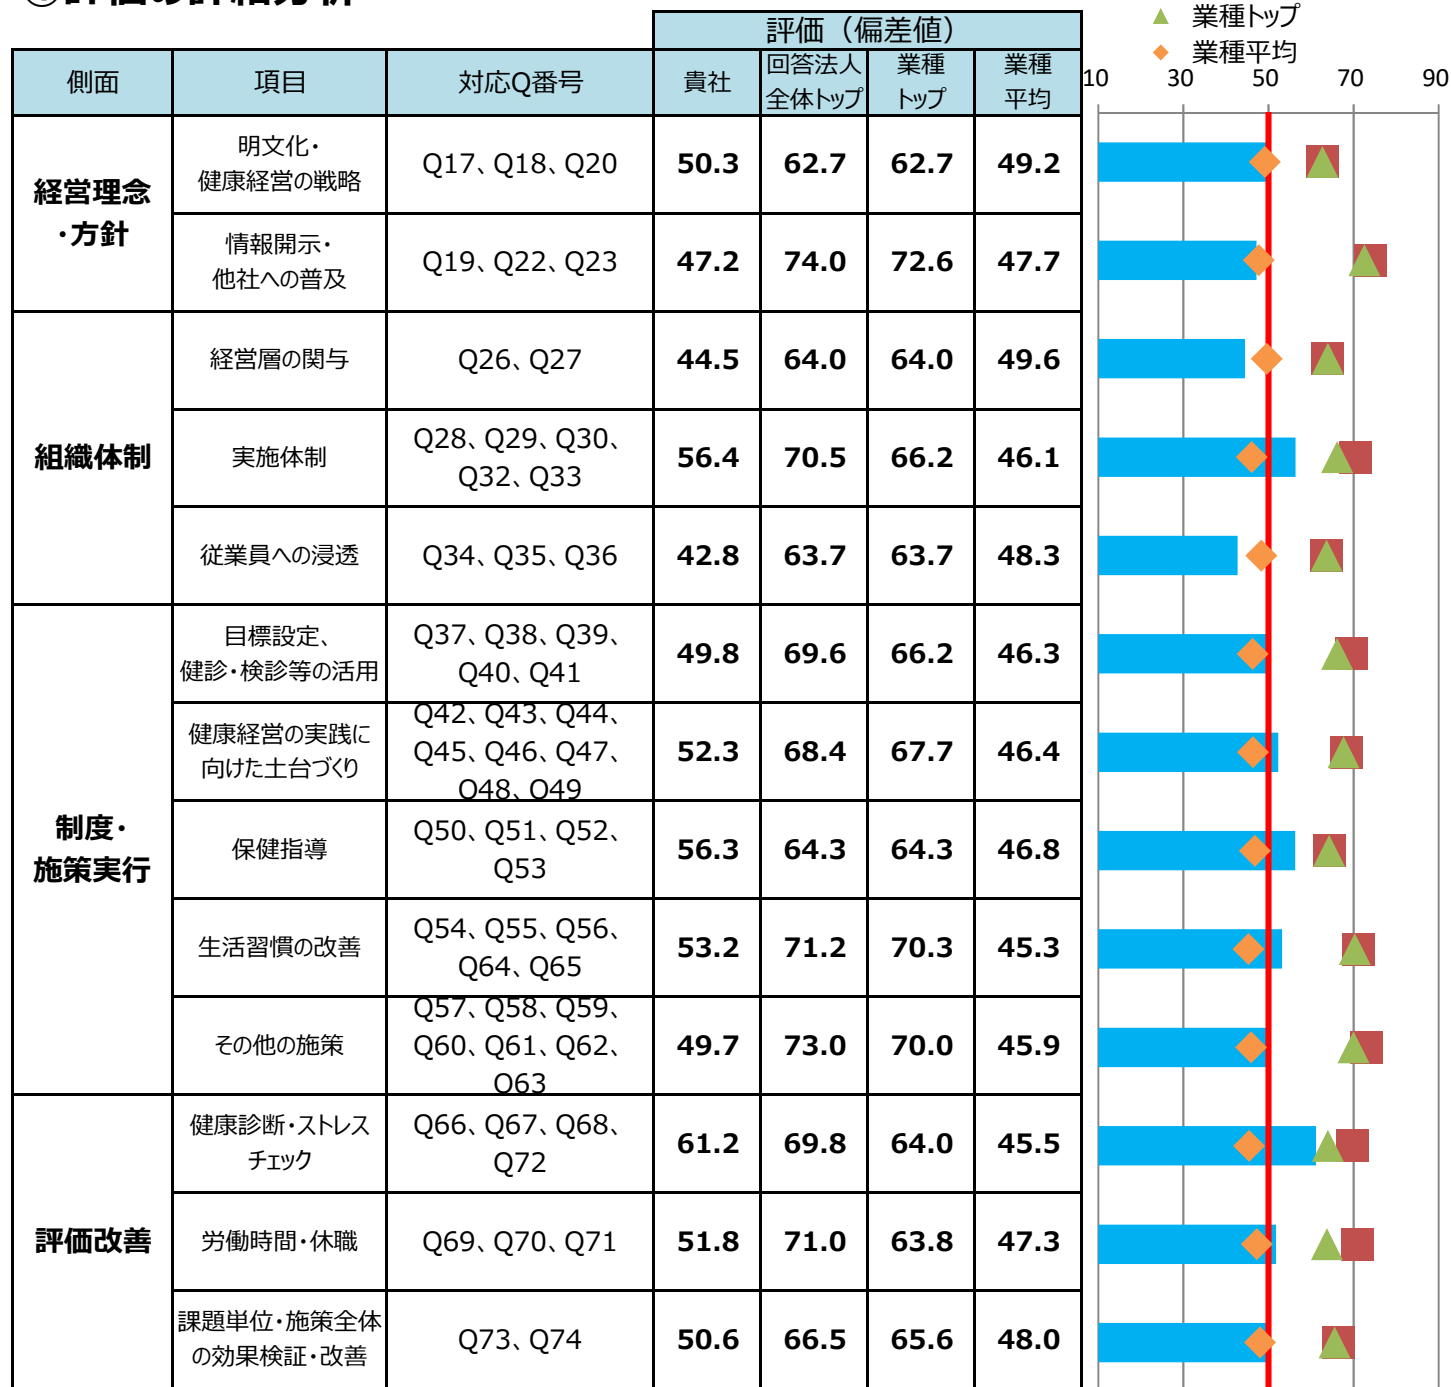 ①評価の詳細分析
▲ 業種トップ
◆ 業種平均
評価（偏差値）
側面 項目 対応Q番号 貴社 回答法人全体トップ 業種トップ 業種平均
10 30 50 70 90
経営理念・方針
明文化・健康経営の戦略 Q17、Q18、Q20 50.3 62.7 62.7 49.2
情報開示・他社への普及 Q19、Q22、Q23 47.2 74.0 72.6 47.7
組織体制
経営層の関与 Q26、Q27 44.5 64.0 64.0 49.6
実施体制 Q28、Q29、Q30、Q32、Q33 56.4 70.5 66.2 46.1
従業員への浸透 Q34、Q35、Q36 42.8 63.7 63.7 48.3
制度・施策実行
目標設定、健診・検診等の活用 Q37、Q38、Q39、Q40、Q41 49.8 69.6 66.2 46.3
健康経営の実践に向けた土台づくり Q42、Q43、Q44、Q45、Q46、Q47、Q48、Q49 52.3 68.4 67.7 46.4
保健指導 Q50、Q51、Q52、Q53 56.3 64.3 64.3 46.8
生活習慣の改善 Q54、Q55、Q56、Q64、Q65 53.2 71.2 70.3 45.3
その他の施策 Q57、Q58、Q59、Q60、Q61、Q62、Q63 49.7 73.0 70.0 45.9
評価改善
健康診断・ストレスチェック Q66、Q67、Q68、Q72 61.2 69.8 64.0 45.5
労働時間・休職 Q69、Q70、Q71 51.8 71.0 63.8 47.3
課題単位・施策全体の効果検証・改善 Q73、Q74 50.6 66.5 65.6 48.0